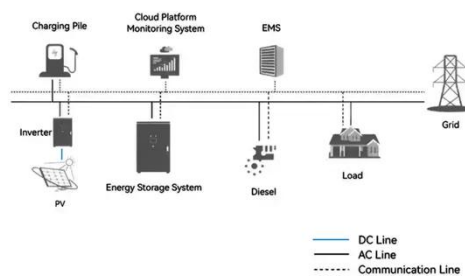 Charging Pile
Cloud Platform
Monitoring System
EMS
Grid
Inverter
PV
Energy Storage System
Diesel
Load
DC Line
AC Line
Communication Line